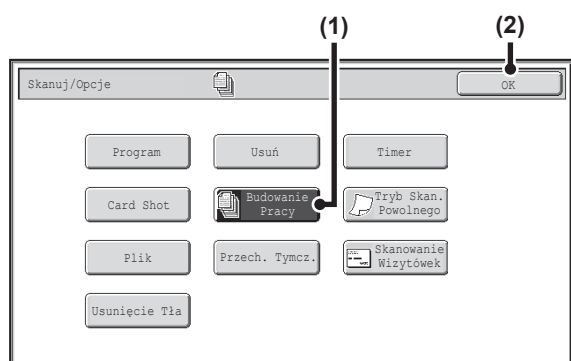 (1)
(2)
Skanuj/Opcje
OK
Program
Usuń
Timer
Card Shot
Budowanie
Pracy
Tryb Skan.
Powolnego
Plik
Przech. Tymcz.
Skanowanie
Wizytówek
Usunięcie Tła